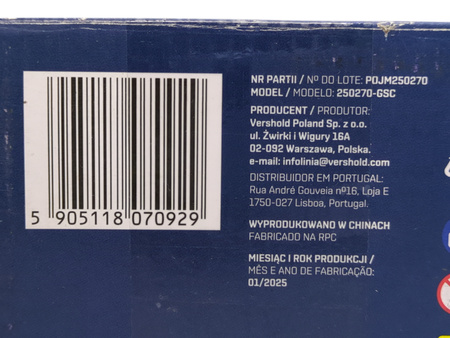 NR PARTII / Nº DO LOTE: PDJM250270
MODEL / MODELO: 250270-GSC
PRODUCENT / PRODUTOR:
Vershold Poland Sp. z o.o.
ul. Żwirki i Wigury 16A
02-092 Warszawa, Polska.
e-mail: infolinia@vershold.com
DISTRIBUIDOR EM PORTUGAL:
Rua André Gouveia nº16, Loja E
1750-027 Lisboa, Portugal.
WYPRODUKOWANO W CHINACH
FABRICADO NA RPC
MIESIĄC I ROK PRODUKCJI /
MÊS E ANO DE FABRICAÇÃO:
01/2025
5 905118 070929